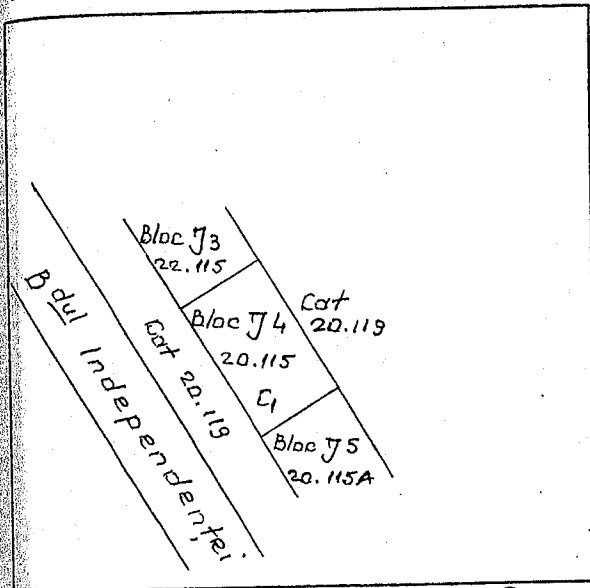 Bloc J3
22.115
Cat
20.119
Bloc J4
20.115
C1
Bloc J5
20.115A
Cat 20.119
Bdul Independenței